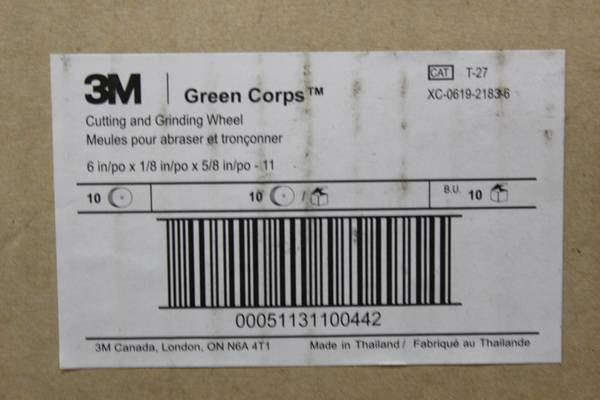 3M Green Corps™
CAT T-27
XC-0619-2183-6
Cutting and Grinding Wheel
Meules pour abraser et tronçonner
6 in/po x 1/8 in/po x 5/8 in/po - 11
10 10 / B.U. 10
00051131100442
3M Canada, London, ON N6A 4T1 Made in Thailand / Fabriqué au Thaïlande